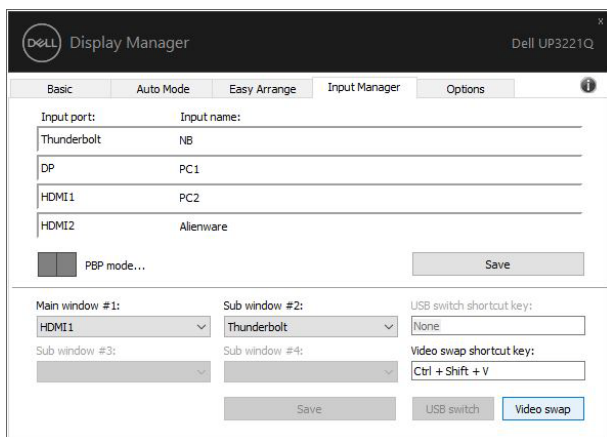 DELL Display Manager Dell UP3221Q
Basic Auto Mode Easy Arrange Input Manager Options
Input port: Input name:
Thunderbolt NB
DP PC1
HDMI1 PC2
HDMI2 Alienware
PBP mode... Save
Main window #1: Sub window #2: USB switch shortcut key:
HDMI1 Thunderbolt None
Sub window #3: Sub window #4: Video swap shortcut key:
Ctrl + Shift + V
Save USB switch Video swap